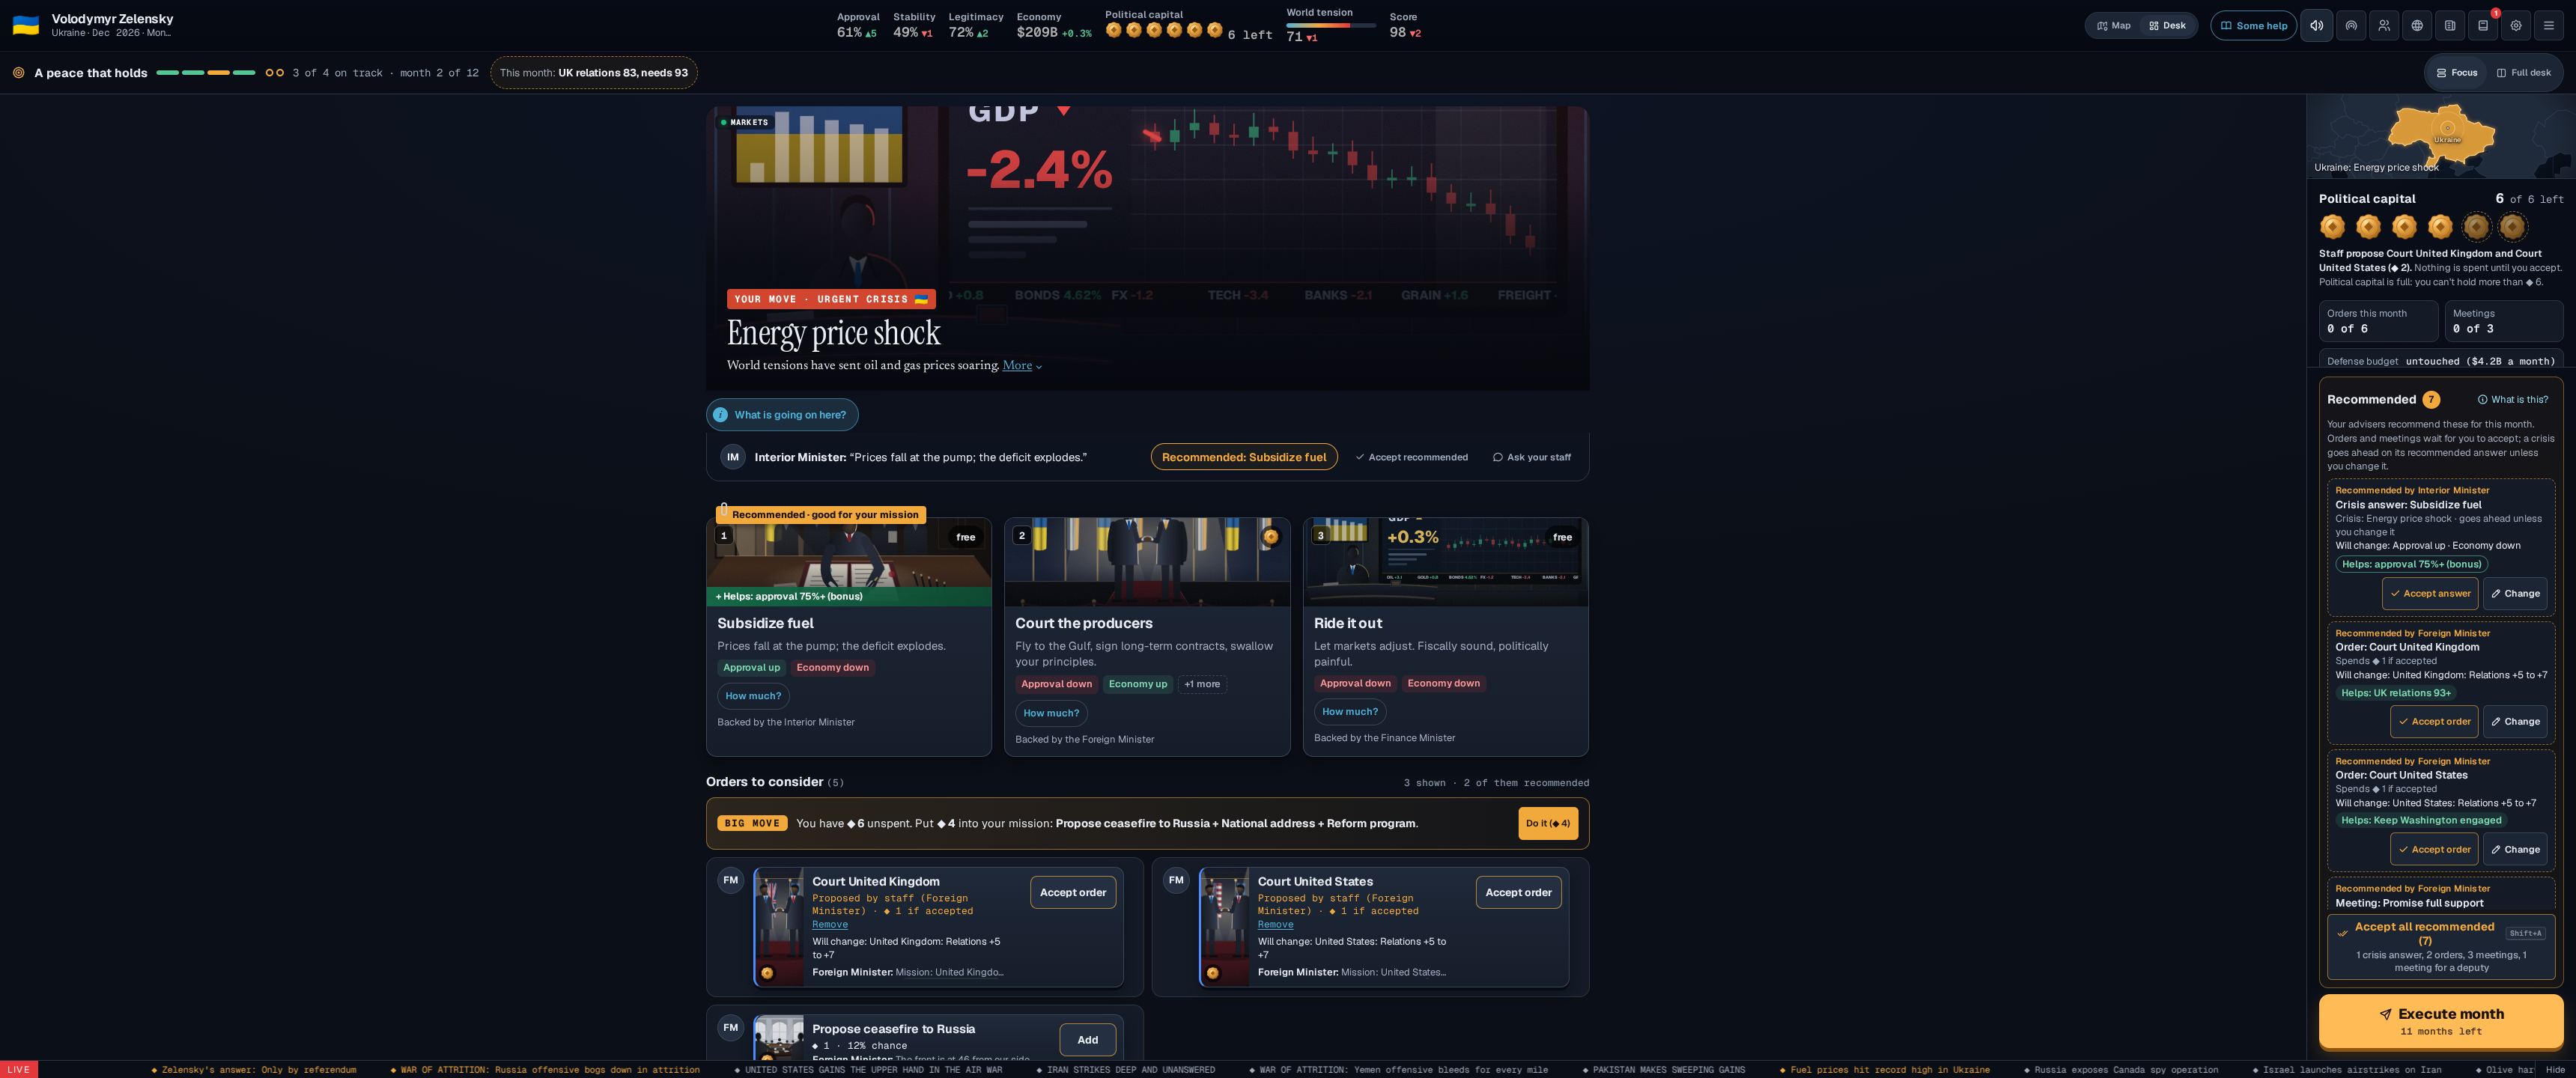 Volodymyr Zelensky
Ukraine · Dec 2026 · Mon…
Approval
61% ▲5
Stability
49% ▼1
Legitimacy
72% ▲2
Economy
$209B +0.3%
Political capital
6 left
World tension
71 ▼1
Score
98 ▼2
Map
Desk
Some help
1
A peace that holds
3 of 4 on track · month 2 of 12
This month: UK relations 83, needs 93
Focus
Full desk
MARKETS
GDP ▼
-2.4%
+0.8 BONDS 4.62% FX -1.2 TECH -3.4 BANKS -2.1 GRAIN +1.6 FREIGHT -
YOUR MOVE · URGENT CRISIS
Energy price shock
World tensions have sent oil and gas prices soaring. More
What is going on here?
IM
Interior Minister: “Prices fall at the pump; the deficit explodes.”
Recommended: Subsidize fuel
Accept recommended
Ask your staff
Recommended · good for your mission
1
free
+ Helps: approval 75%+ (bonus)
Subsidize fuel
Prices fall at the pump; the deficit explodes.
Approval up
Economy down
How much?
Backed by the Interior Minister
2
Court the producers
Fly to the Gulf, sign long-term contracts, swallow
your principles.
Approval down
Economy up
+1 more
How much?
Backed by the Foreign Minister
3
+0.3%
free
Ride it out
Let markets adjust. Fiscally sound, politically
painful.
Approval down
Economy down
How much?
Backed by the Finance Minister
Orders to consider (5)
3 shown · 2 of them recommended
BIG MOVE
You have ◆ 6 unspent. Put ◆ 4 into your mission: Propose ceasefire to Russia + National address + Reform program.
Do it (◆ 4)
FM
Court United Kingdom
Proposed by staff (Foreign
Minister) · ◆ 1 if accepted
Remove
Will change: United Kingdom: Relations +5
to +7
Foreign Minister: Mission: United Kingdo…
Accept order
FM
Court United States
Proposed by staff (Foreign
Minister) · ◆ 1 if accepted
Remove
Will change: United States: Relations +5 to
+7
Foreign Minister: Mission: United States…
Accept order
FM
Propose ceasefire to Russia
◆ 1 · 12% chance
Foreign Minister: The front is at 46 from our side
Add
Ukraine
Ukraine: Energy price shock
Political capital
6 of 6 left
Staff propose Court United Kingdom and Court
United States (◆ 2). Nothing is spent until you accept.
Political capital is full: you can't hold more than ◆ 6.
Orders this month
0 of 6
Meetings
0 of 3
Defense budget untouched ($4.2B a month)
Recommended 7
What is this?
Your advisers recommend these for this month.
Orders and meetings wait for you to accept; a crisis
goes ahead on its recommended answer unless
you change it.
Recommended by Interior Minister
Crisis answer: Subsidize fuel
Crisis: Energy price shock · goes ahead unless
you change it
Will change: Approval up · Economy down
Helps: approval 75%+ (bonus)
Accept answer
Change
Recommended by Foreign Minister
Order: Court United Kingdom
Spends ◆ 1 if accepted
Will change: United Kingdom: Relations +5 to +7
Helps: UK relations 93+
Accept order
Change
Recommended by Foreign Minister
Order: Court United States
Spends ◆ 1 if accepted
Will change: United States: Relations +5 to +7
Helps: Keep Washington engaged
Accept order
Change
Recommended by Foreign Minister
Meeting: Promise full support
Accept all recommended
(7)
Shift+A
1 crisis answer, 2 orders, 3 meetings, 1
meeting for a deputy
Execute month
11 months left
LIVE
◆ Zelensky's answer: Only by referendum ◆ WAR OF ATTRITION: Russia offensive bogs down in attrition ◆ UNITED STATES GAINS THE UPPER HAND IN THE AIR WAR ◆ IRAN STRIKES DEEP AND UNANSWERED ◆ WAR OF ATTRITION: Yemen offensive bleeds for every mile ◆ PAKISTAN MAKES SWEEPING GAINS ◆ Fuel prices hit record high in Ukraine ◆ Russia exposes Canada spy operation ◆ Israel launches airstrikes on Iran ◆ Olive har
Hide